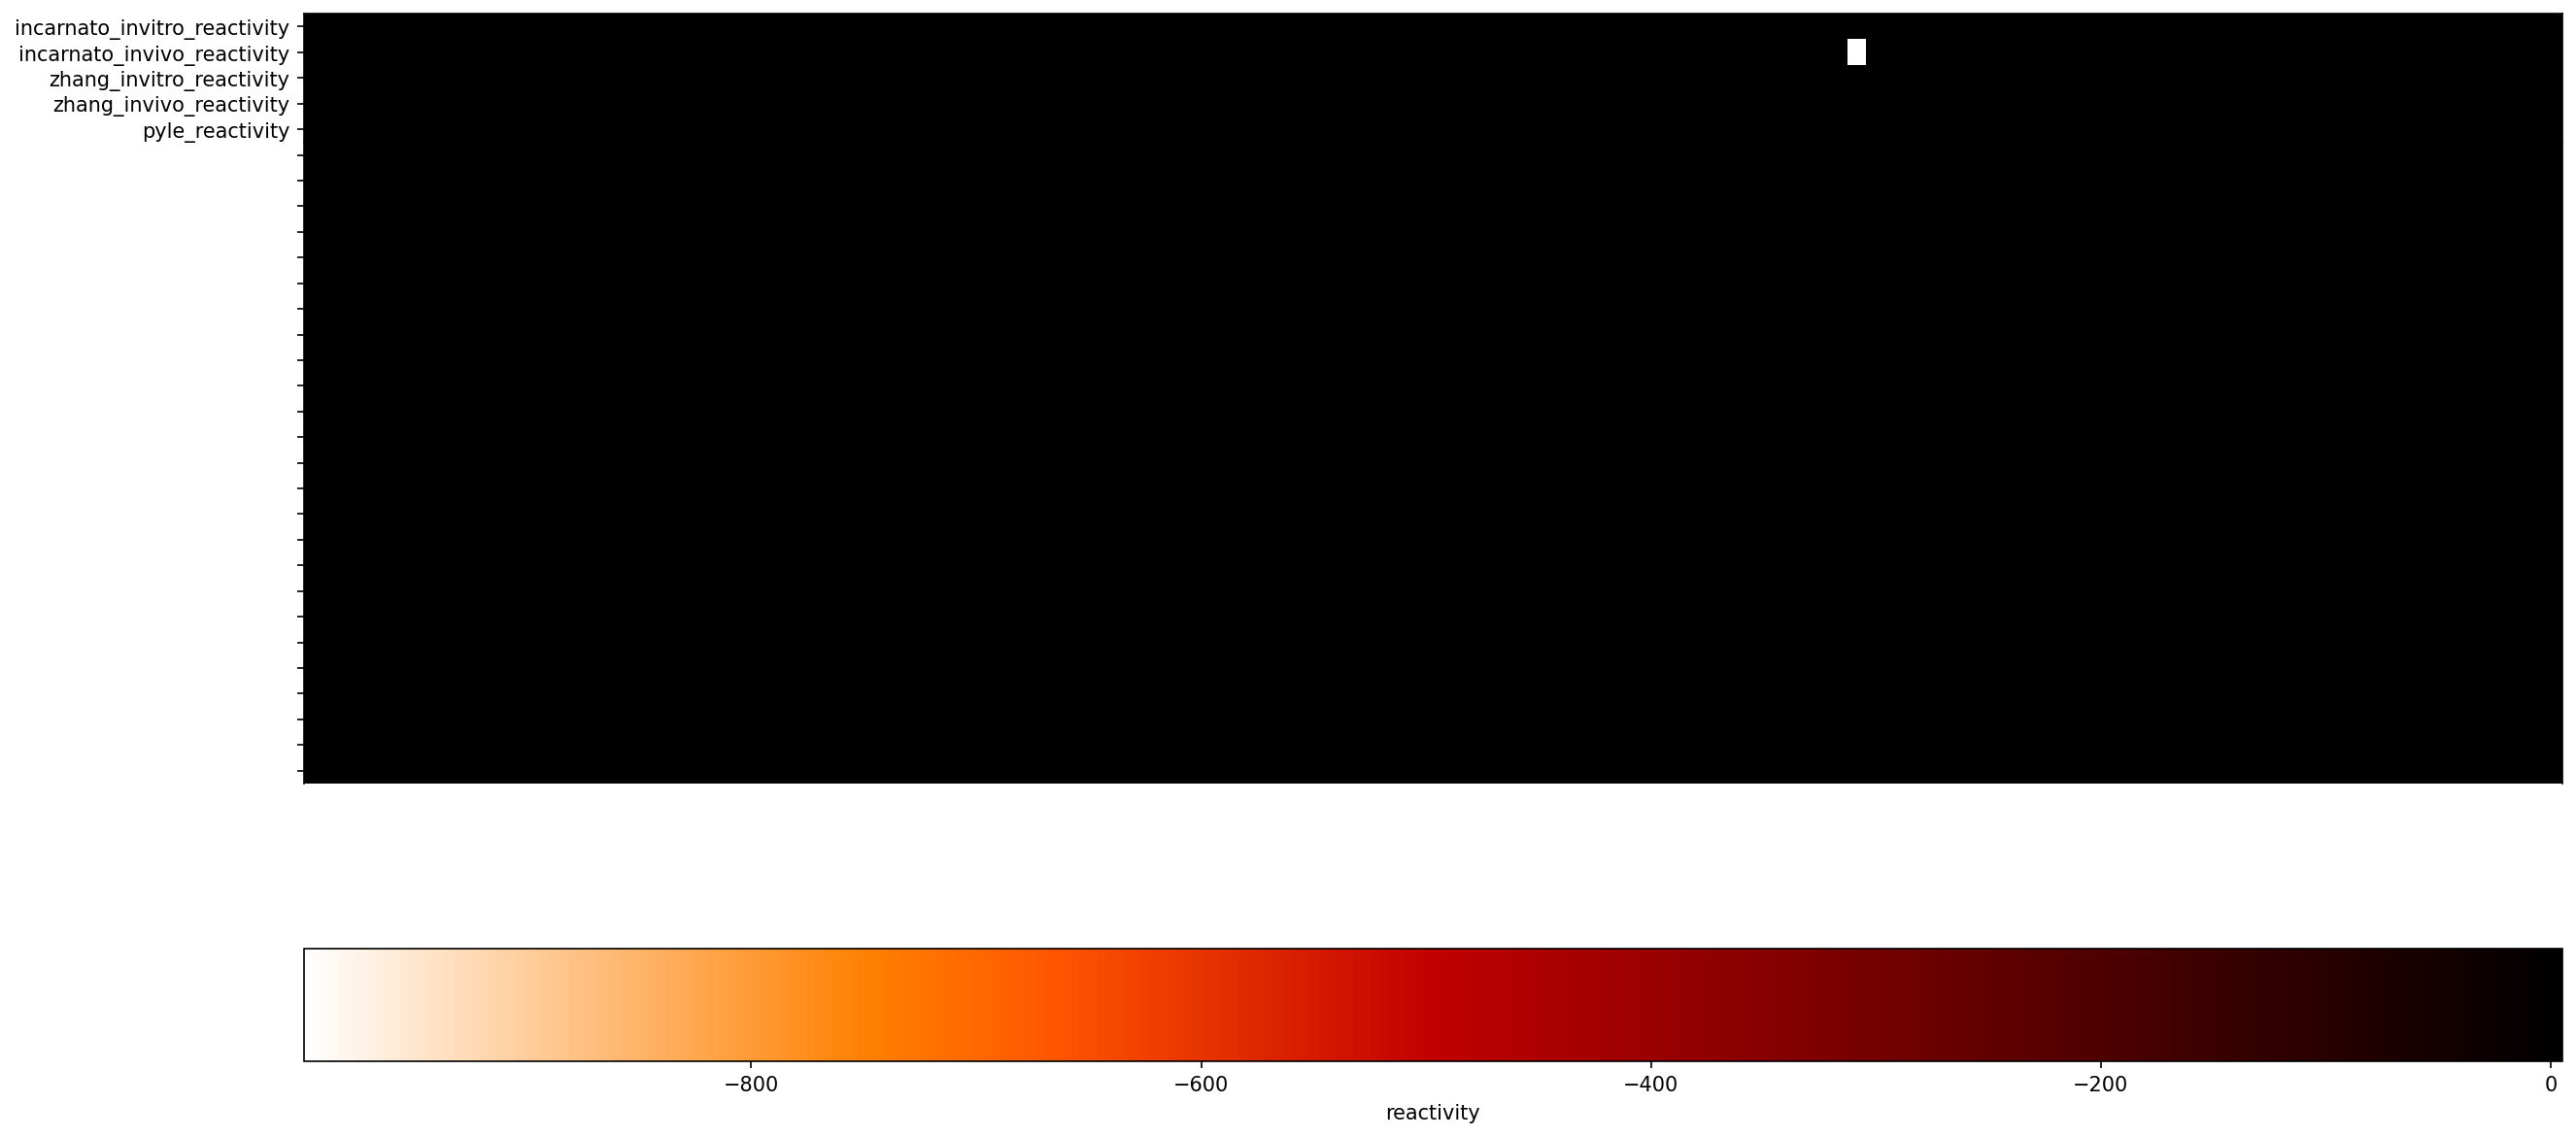 incarnato_invitro_reactivity
incarnato_invivo_reactivity
zhang_invitro_reactivity
zhang_invivo_reactivity
pyle_reactivity
−800 −600 −400 −200 0
reactivity